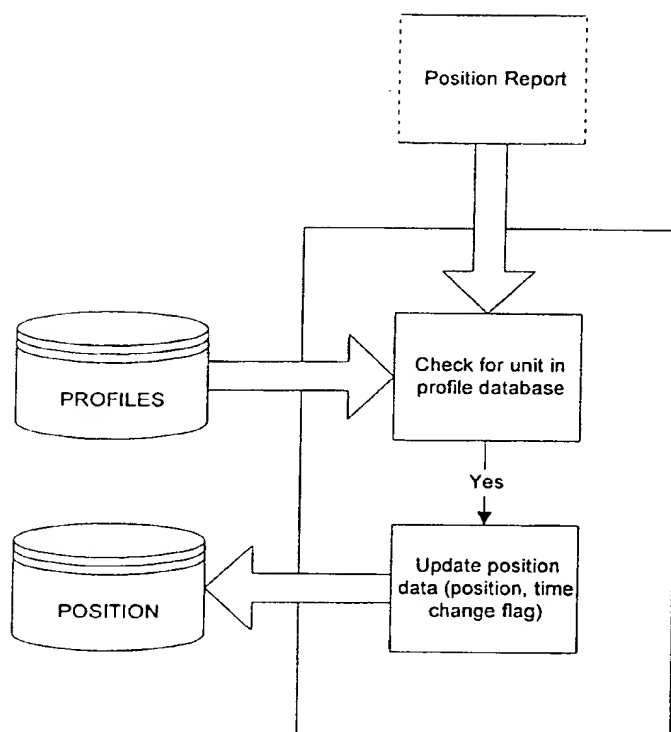 Position Report
Check for unit in
profile database
PROFILES
Yes
Update position
data (position, time
change flag)
POSITION